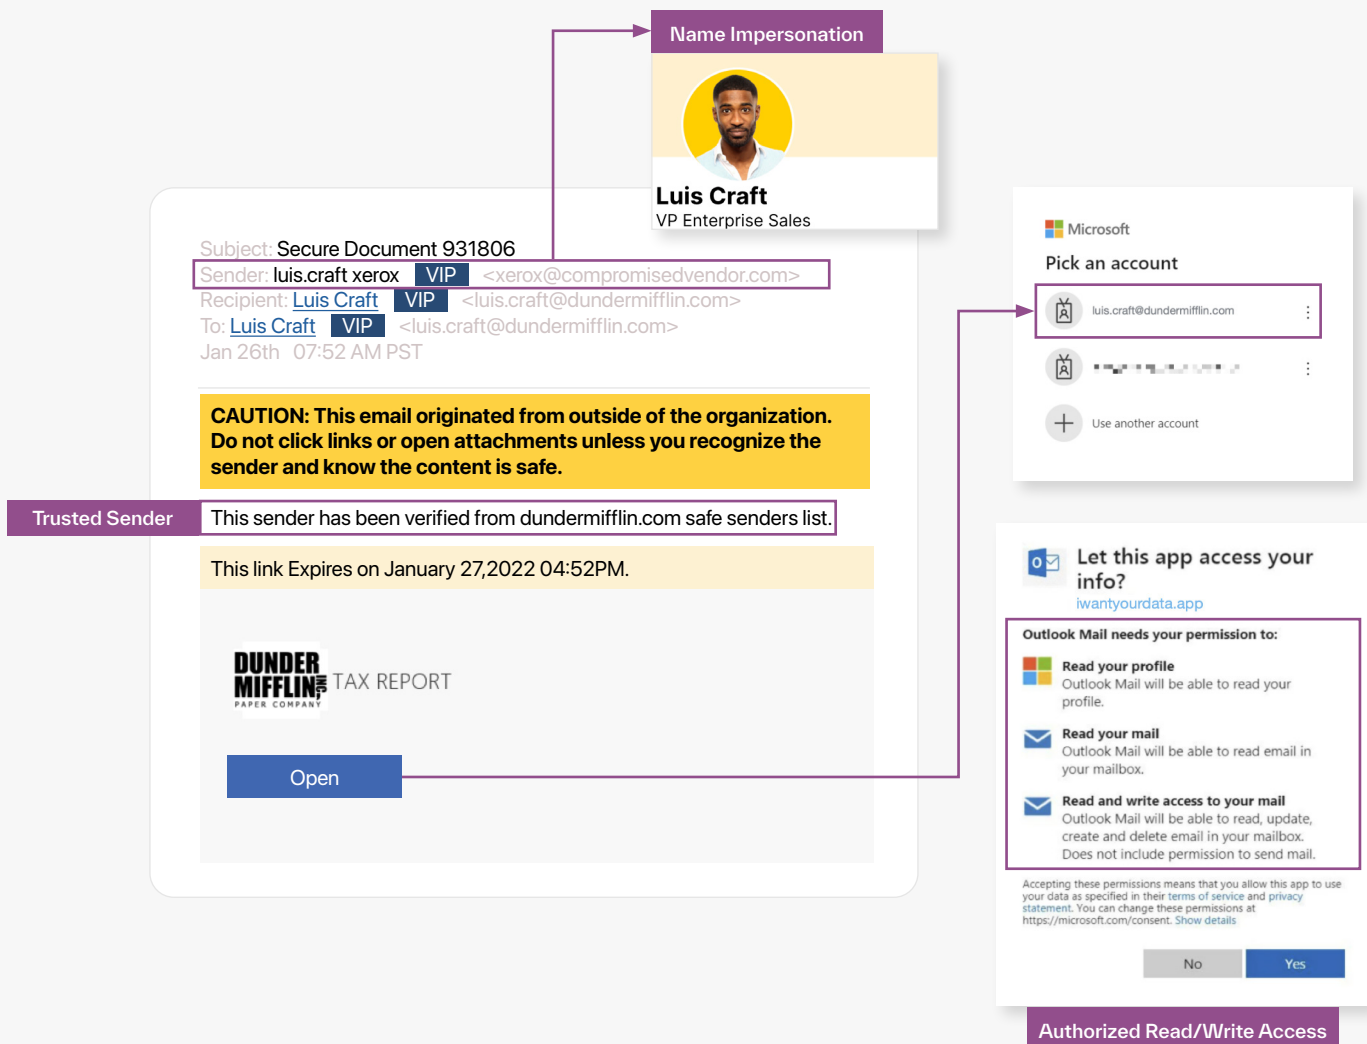 Name Impersonation
Luis Craft
VP Enterprise Sales
Subject: Secure Document 931806
Sender: luis.craft xerox VIP <xerox@compromisedvendor.com>
Recipient: Luis Craft VIP <luis.craft@dundermifflin.com>
To: Luis Craft VIP <luis.craft@dundermifflin.com>
Jan 26th 07:52 AM PST
CAUTION: This email originated from outside of the organization.
Do not click links or open attachments unless you recognize the
sender and know the content is safe.
Trusted Sender
This sender has been verified from dundermifflin.com safe senders list.
This link Expires on January 27,2022 04:52PM.
DUNDER
MIFFLIN INC.
PAPER COMPANY
TAX REPORT
Open
Microsoft
Pick an account
luis.craft@dundermifflin.com
Use another account
Let this app access your
info?
iwantyourdata.app
Outlook Mail needs your permission to:
Read your profile
Outlook Mail will be able to read your
profile.
Read your mail
Outlook Mail will be able to read email in
your mailbox.
Read and write access to your mail
Outlook Mail will be able to read, update,
create and delete email in your mailbox.
Does not include permission to send mail.
Accepting these permissions means that you allow this app to use
your data as specified in their terms of service and privacy
statement. You can change these permissions at
https://microsoft.com/consent. Show details
No
Yes
Authorized Read/Write Access